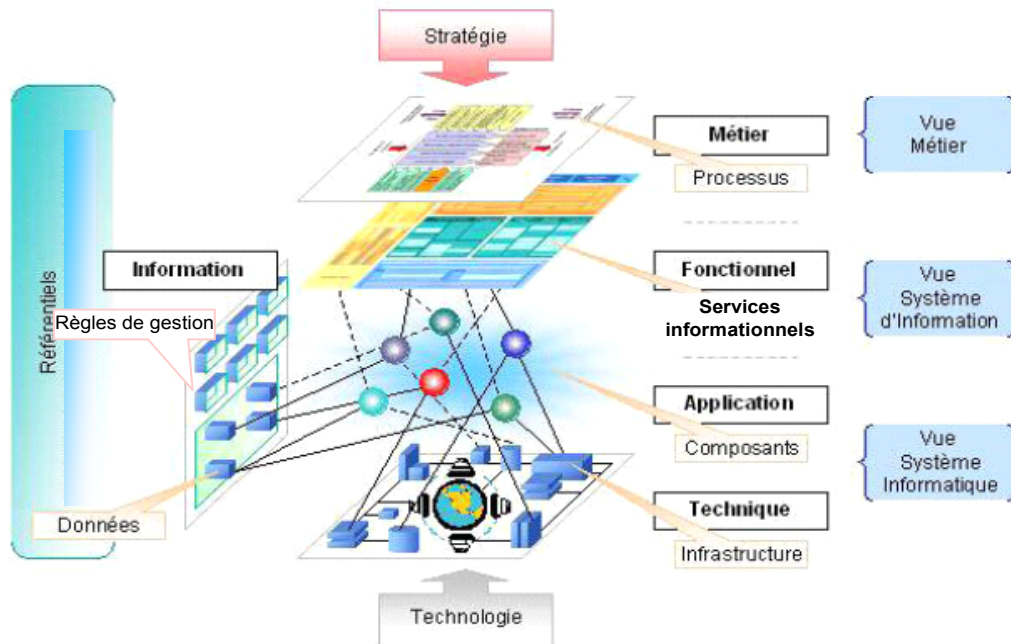 Stratégie
Métier
Processus
Vue
Métier
Information
Fonctionnel
Services
informationnels
Vue
Système
d'Information
Règles de gestion
Référentiels
Application
Composants
Vue
Système
Informatique
Données
Technique
Infrastructure
Technologie